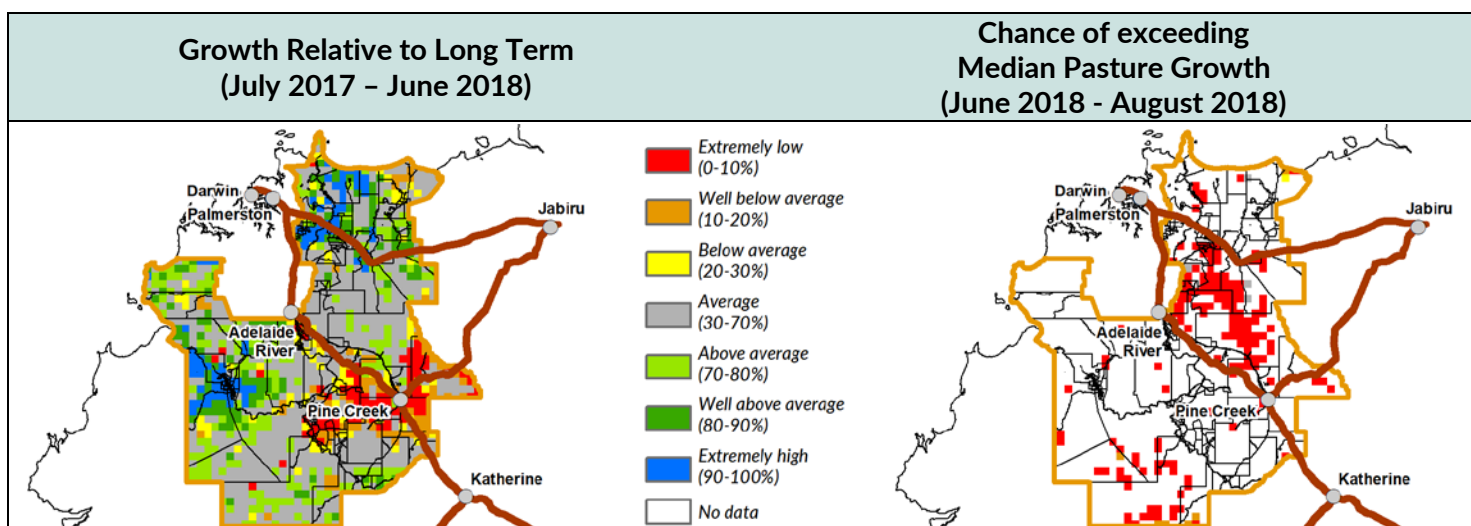 Growth Relative to Long Term
(July 2017 – June 2018)
Chance of exceeding
Median Pasture Growth
(June 2018 - August 2018)
Darwin
Palmerston
Jabiru
Adelaide
River
Pine Creek
Katherine
Extremely low
(0-10%)
Well below average
(10-20%)
Below average
(20-30%)
Average
(30-70%)
Above average
(70-80%)
Well above average
(80-90%)
Extremely high
(90-100%)
No data
Darwin
Palmerston
Jabiru
Adelaide
River
Pine Creek
Katherine